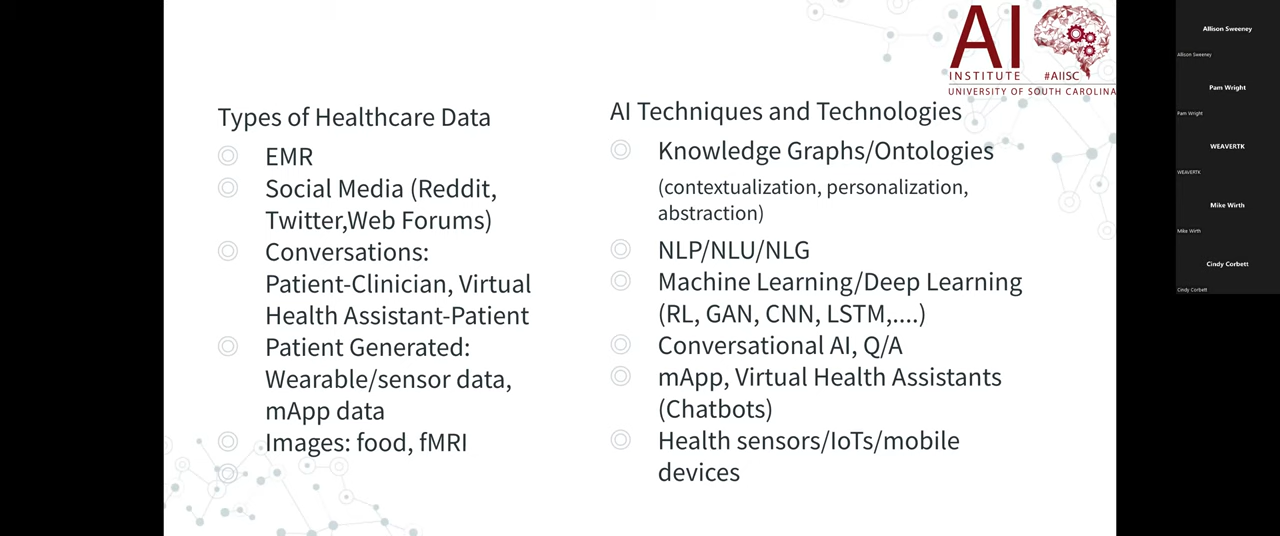 AI
INSTITUTE #AIISC
UNIVERSITY OF SOUTH CAROLINA
Types of Healthcare Data
EMR
Social Media (Reddit,
Twitter,Web Forums)
Conversations:
Patient-Clinician, Virtual
Health Assistant-Patient
Patient Generated:
Wearable/sensor data,
mApp data
Images: food, fMRI
AI Techniques and Technologies
Knowledge Graphs/Ontologies
(contextualization, personalization,
abstraction)
NLP/NLU/NLG
Machine Learning/Deep Learning
(RL, GAN, CNN, LSTM,....)
Conversational AI, Q/A
mApp, Virtual Health Assistants
(Chatbots)
Health sensors/IoTs/mobile
devices
Allison Sweeney
Allison Sweeney
Pam Wright
Pam Wright
WEAVERTK
WEAVERTK
Mike Wirth
Mike Wirth
Cindy Corbett
Cindy Corbett